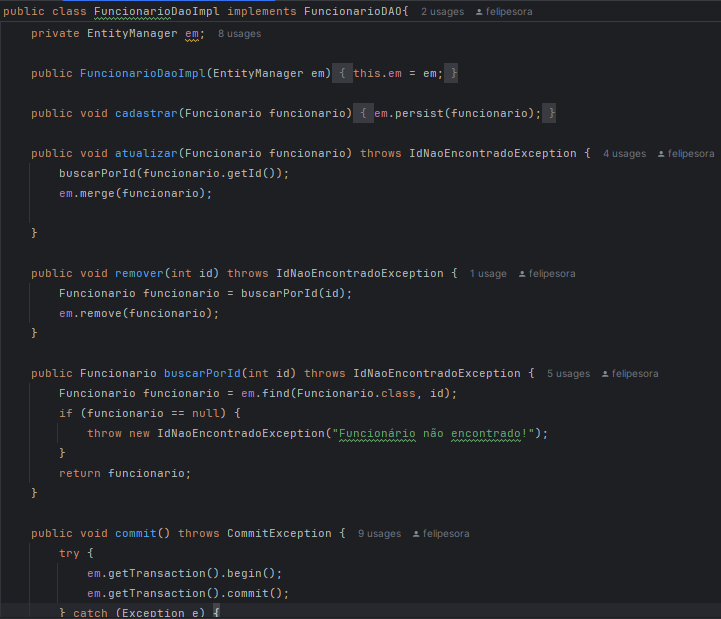 public class FuncionarioDaoImpl implements FuncionarioDAO{ 2 usages felipesora
private EntityManager em; 8 usages
public FuncionarioDaoImpl(EntityManager em) { this.em = em; }
public void cadastrar(Funcionario funcionario) { em.persist(funcionario); }
public void atualizar(Funcionario funcionario) throws IdNaoEncontradoException { 4 usages felipesora
buscarPorId(funcionario.getId());
em.merge(funcionario);
}
public void remover(int id) throws IdNaoEncontradoException { 1 usage felipesora
Funcionario funcionario = buscarPorId(id);
em.remove(funcionario);
}
public Funcionario buscarPorId(int id) throws IdNaoEncontradoException { 5 usages felipesora
Funcionario funcionario = em.find(Funcionario.class, id);
if (funcionario == null) {
throw new IdNaoEncontradoException("Funcionário não encontrado!");
}
return funcionario;
}
public void commit() throws CommitException { 9 usages felipesora
try {
em.getTransaction().begin();
em.getTransaction().commit();
} catch (Exception e) {